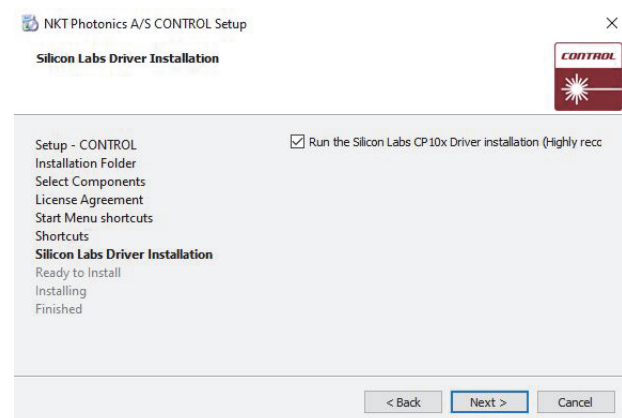 NKT Photonics A/S CONTROL Setup
Silicon Labs Driver Installation
CONTROL
Setup - CONTROL
Installation Folder
Select Components
License Agreement
Start Menu shortcuts
Shortcuts
Silicon Labs Driver Installation
Ready to Install
Installing
Finished
Run the Silicon Labs CP10x Driver installation (Highly recc
< Back
Next >
Cancel